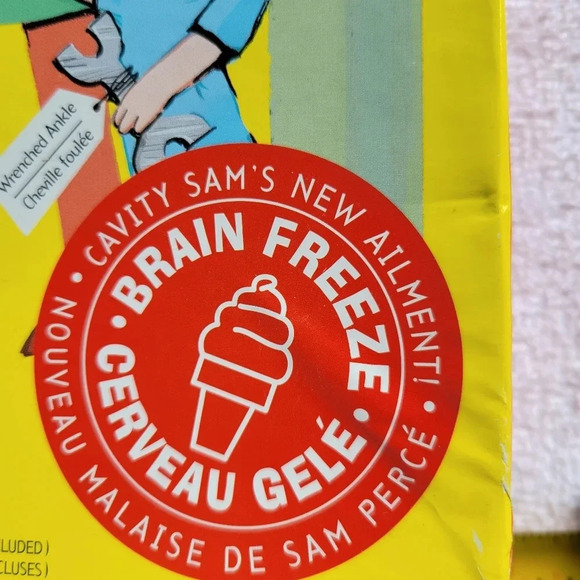 Wrenched Ankle
Cheville foulée
• CAVITY SAM'S NEW AILMENT! •
BRAIN FREEZE
• CERVEAU GELÉ •
NOUVEAU MALAISE DE SAM PERCÉ
LUDED)
CLUSES)